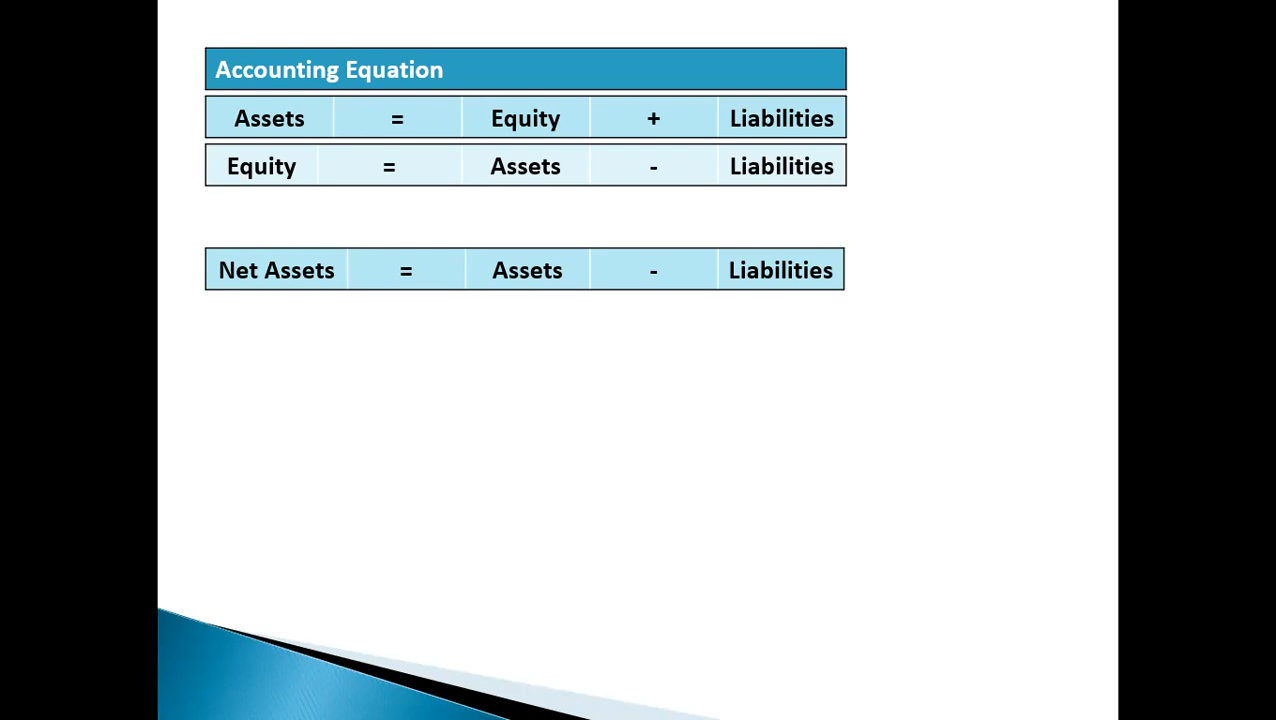 Accounting Equation
Assets = Equity + Liabilities
Equity = Assets - Liabilities
Net Assets = Assets - Liabilities